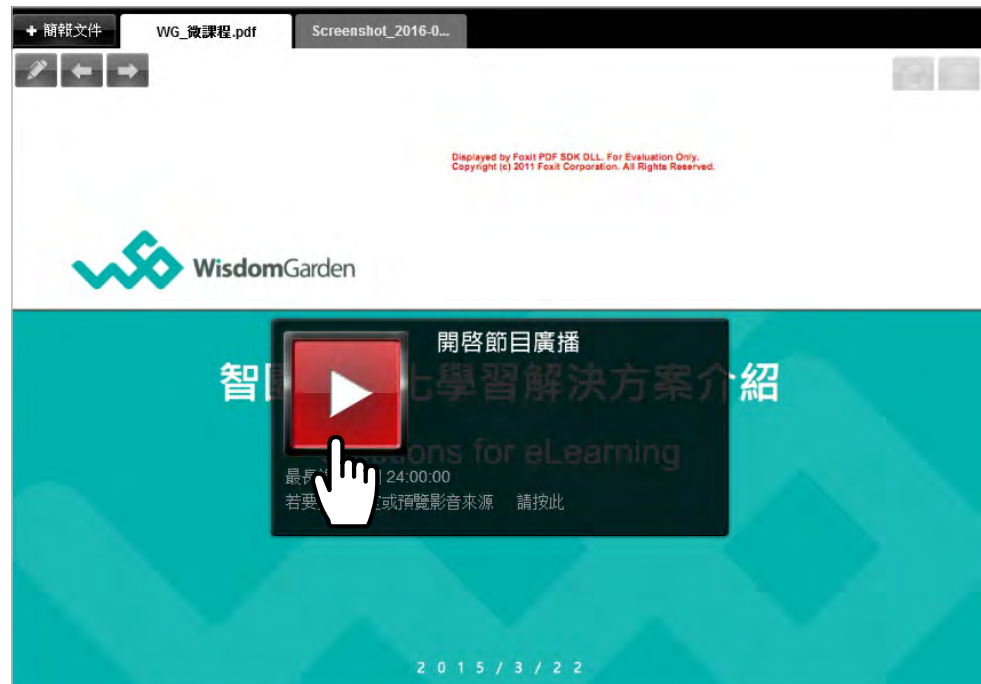 + 簡報文件 WG_微課程.pdf Screenshot_2016-0...
Displayed by Foxit PDF SDK DLL. For Evaluation Only.
Copyright (c) 2011 Foxit Corporation. All Rights Reserved.
WisdomGarden
開啓節目廣播
智 化學習解決方案介紹
for eLearning
最長 24:00:00
若要 或預覽影音來源 請按此
2015/3/22